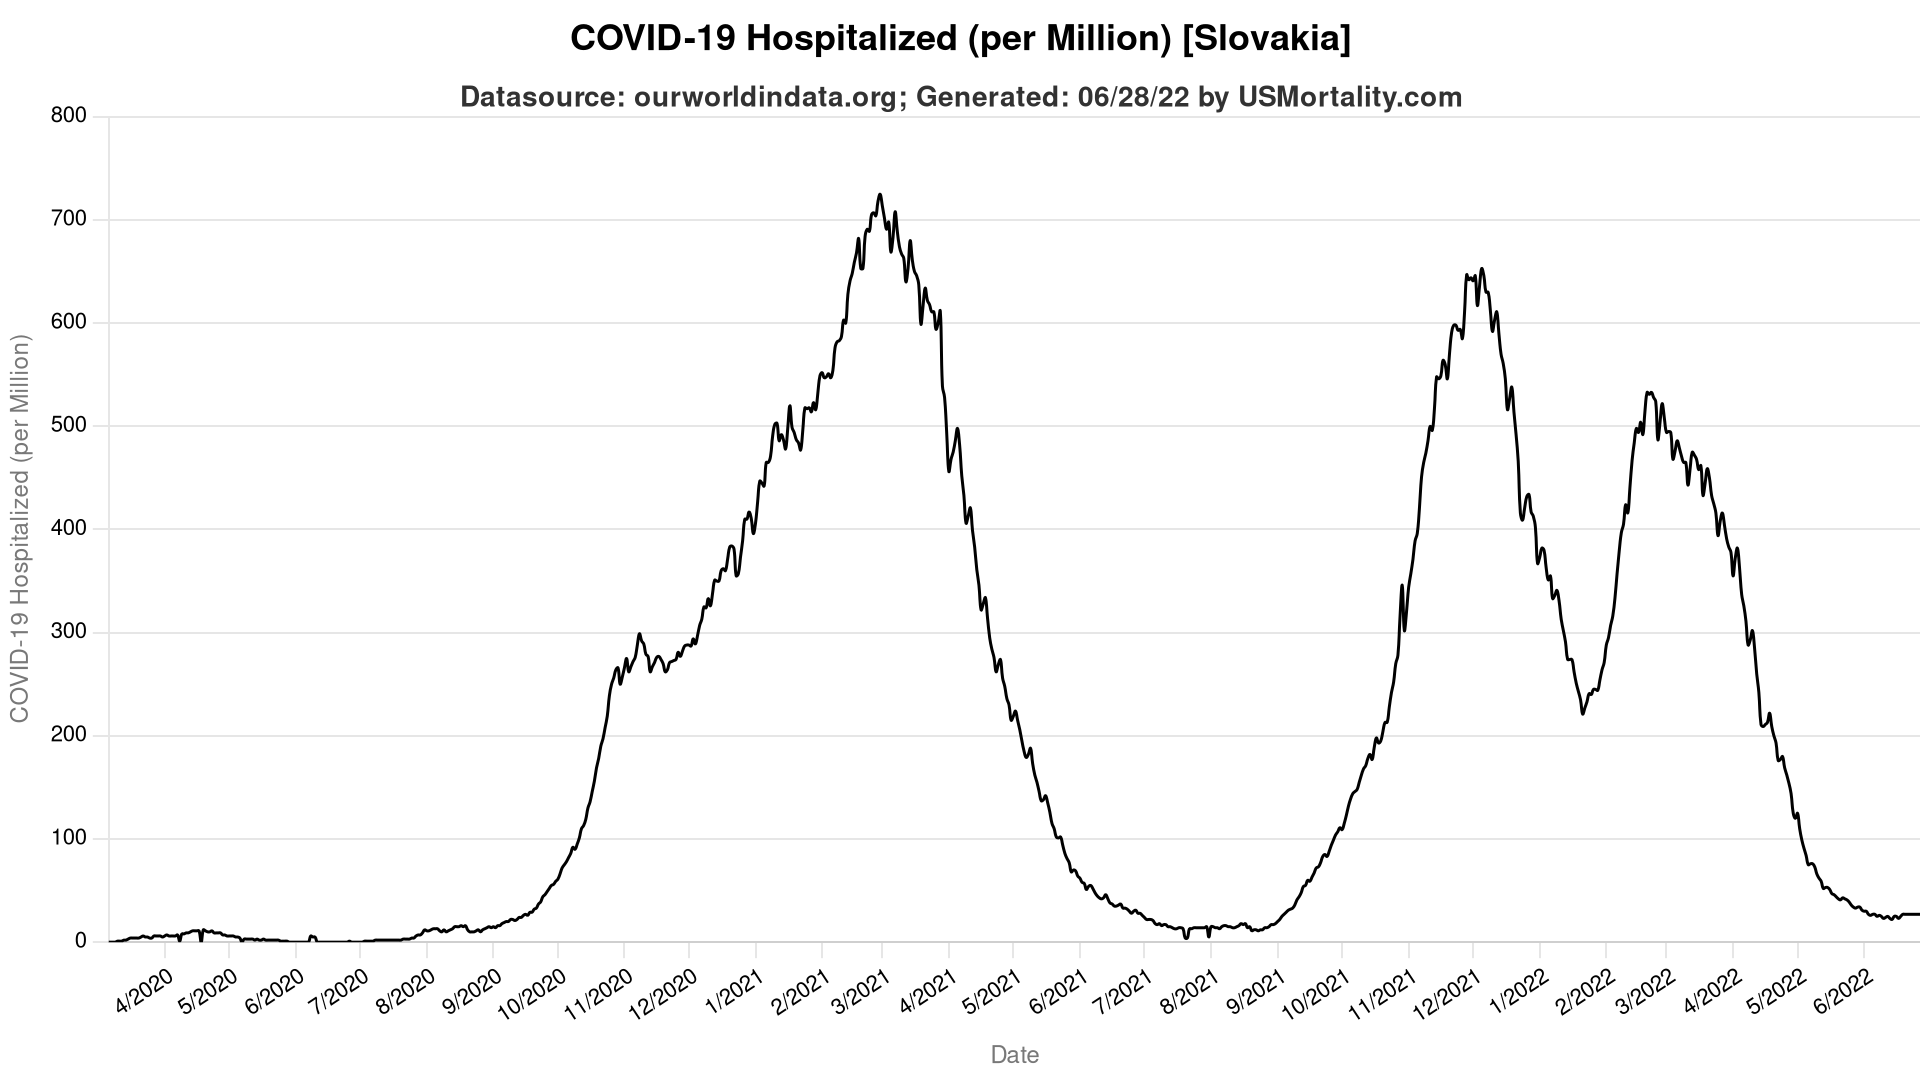 COVID-19 Hospitalized (per Million) [Slovakia]
Datasource: ourworldindata.org; Generated: 06/28/22 by USMortality.com
COVID-19 Hospitalized (per Million)
800
700
600
500
400
300
200
100
0
4/2020 5/2020 6/2020 7/2020 8/2020 9/2020 10/2020 11/2020 12/2020 1/2021 2/2021 3/2021 4/2021 5/2021 6/2021 7/2021 8/2021 9/2021 10/2021 11/2021 12/2021 1/2022 2/2022 3/2022 4/2022 5/2022 6/2022
Date